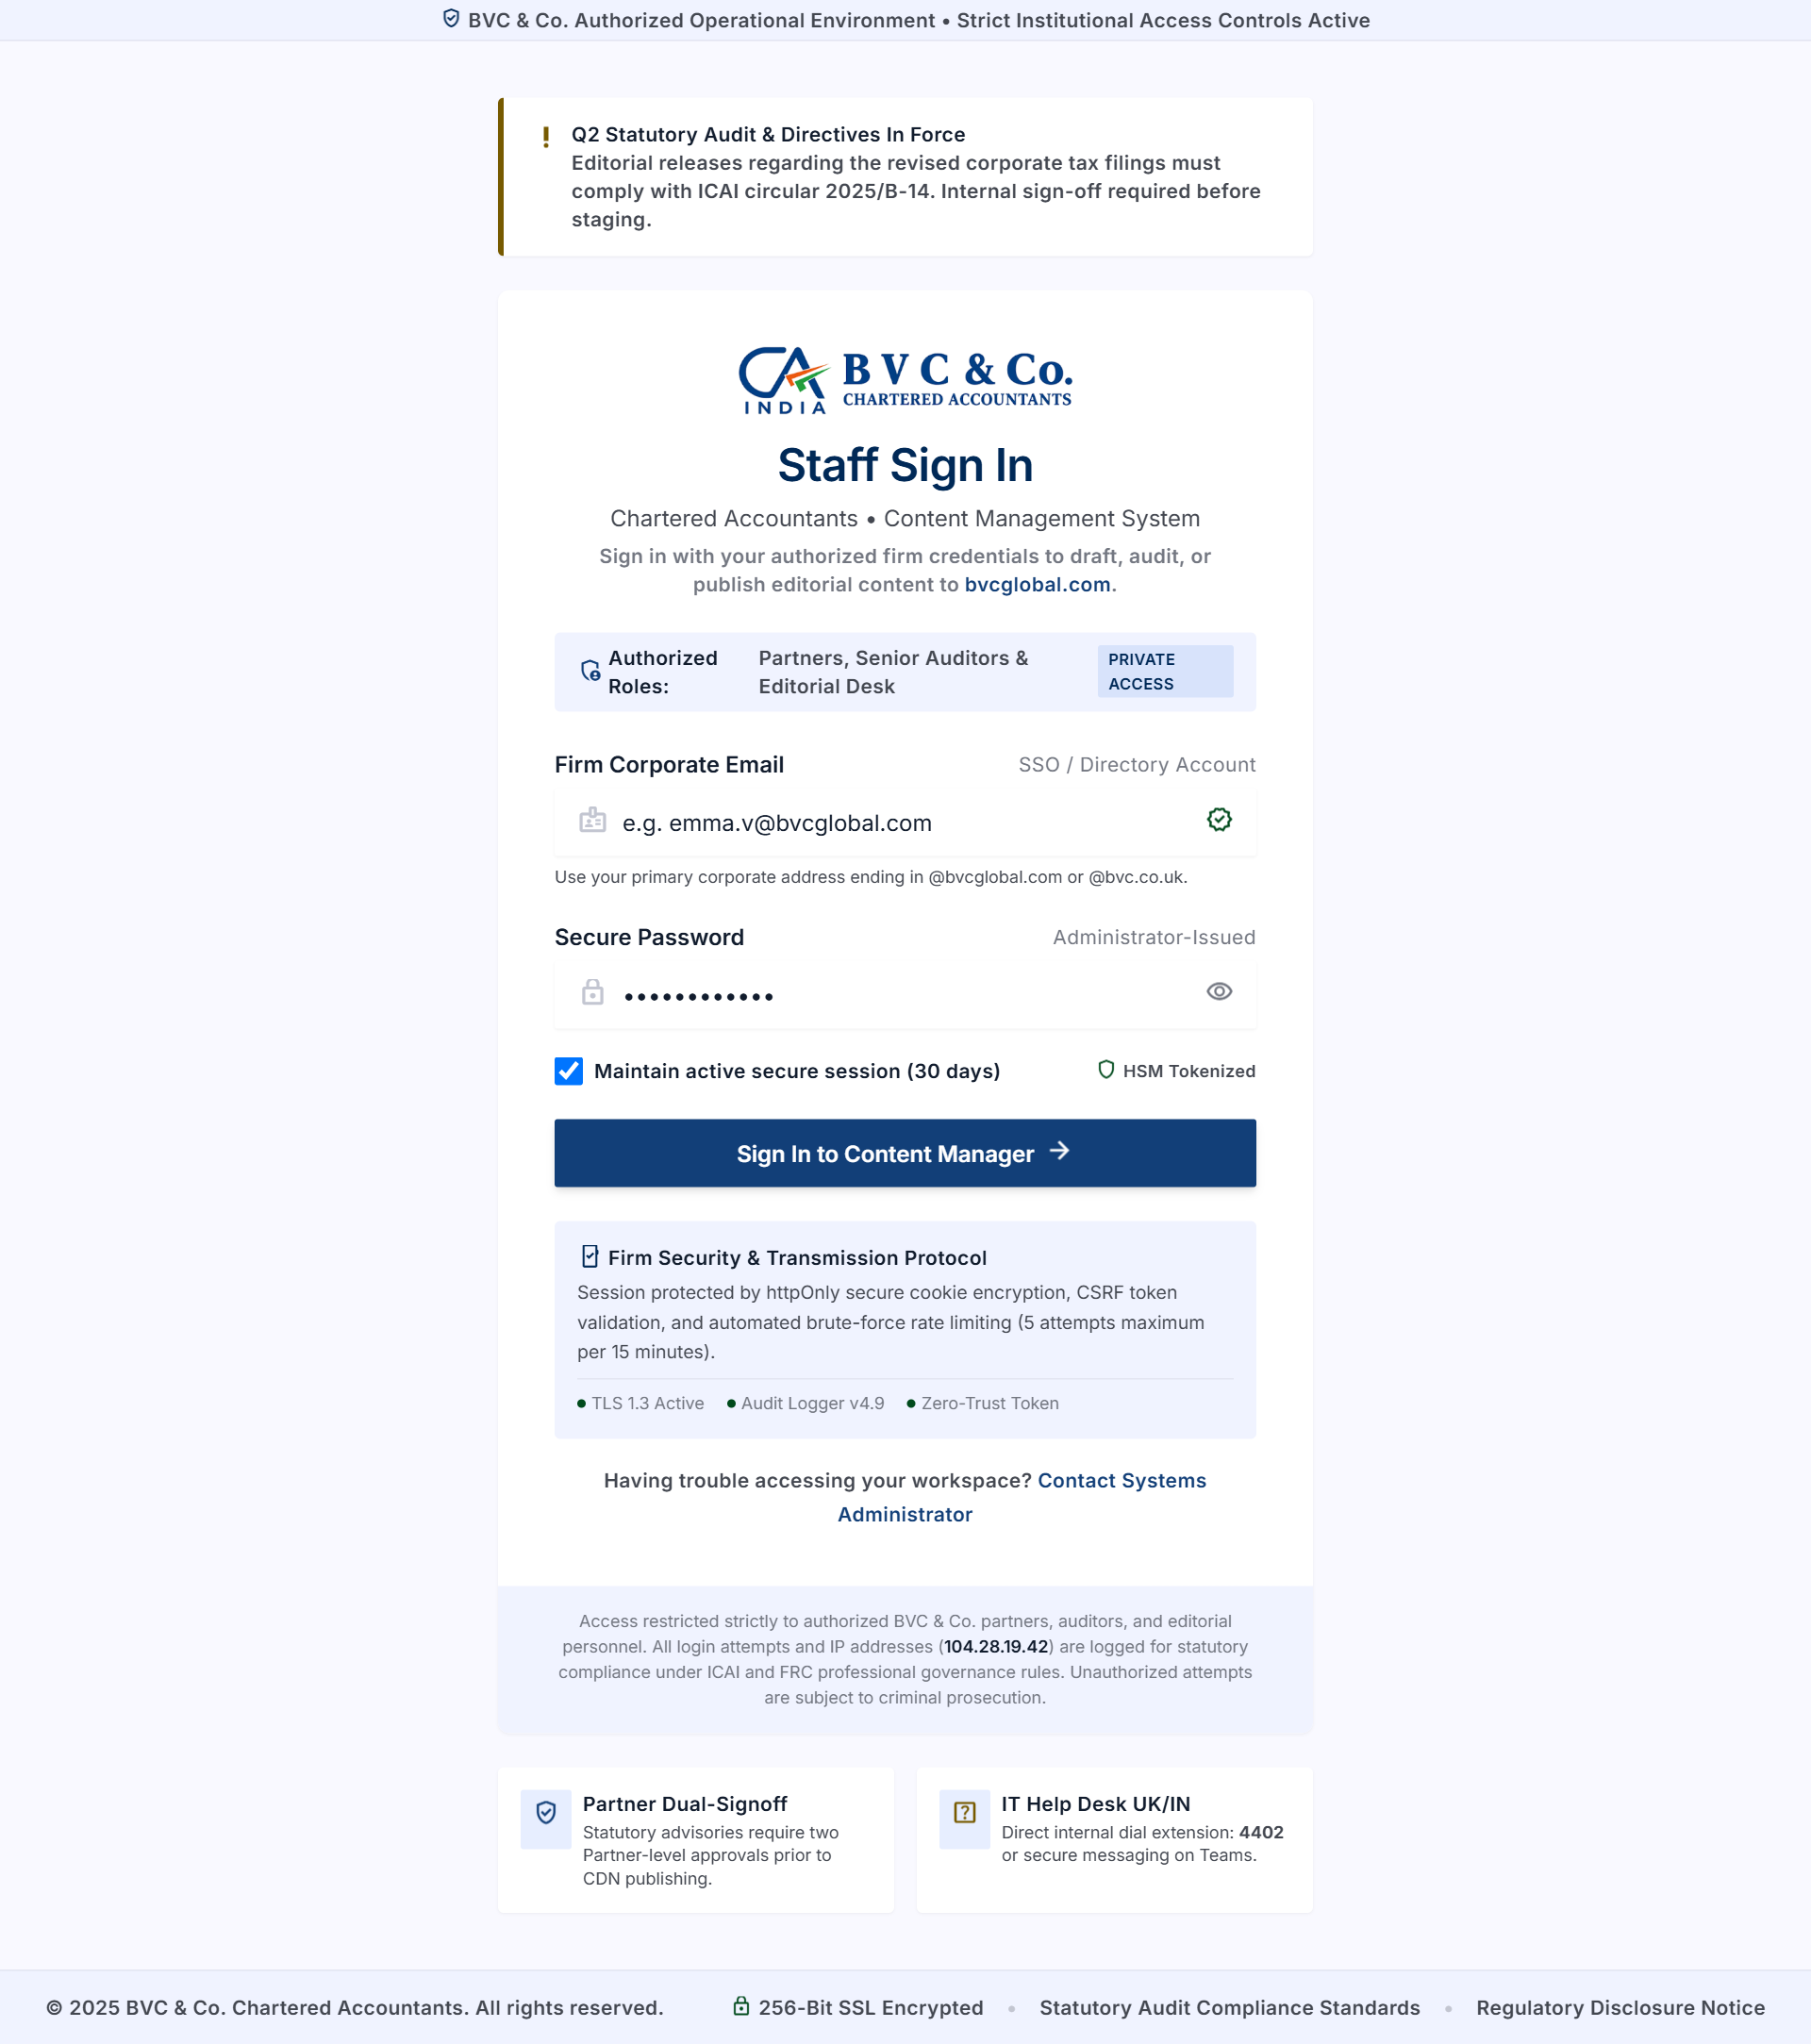 BVC & Co. Authorized Operational Environment • Strict Institutional Access Controls Active
Q2 Statutory Audit & Directives In Force
Editorial releases regarding the revised corporate tax filings must
comply with ICAI circular 2025/B-14. Internal sign-off required before
staging.
CA
INDIA
B V C & Co.
CHARTERED ACCOUNTANTS
Staff Sign In
Chartered Accountants • Content Management System
Sign in with your authorized firm credentials to draft, audit, or
publish editorial content to bvcglobal.com.
Authorized
Roles:
Partners, Senior Auditors &
Editorial Desk
PRIVATE
ACCESS
Firm Corporate Email
SSO / Directory Account
e.g. emma.v@bvcglobal.com
Use your primary corporate address ending in @bvcglobal.com or @bvc.co.uk.
Secure Password
Administrator-Issued
••••••••••••
Maintain active secure session (30 days)
HSM Tokenized
Sign In to Content Manager →
Firm Security & Transmission Protocol
Session protected by httpOnly secure cookie encryption, CSRF token
validation, and automated brute-force rate limiting (5 attempts maximum
per 15 minutes).
• TLS 1.3 Active • Audit Logger v4.9 • Zero-Trust Token
Having trouble accessing your workspace? Contact Systems
Administrator
Access restricted strictly to authorized BVC & Co. partners, auditors, and editorial
personnel. All login attempts and IP addresses (104.28.19.42) are logged for statutory
compliance under ICAI and FRC professional governance rules. Unauthorized attempts
are subject to criminal prosecution.
Partner Dual-Signoff
Statutory advisories require two
Partner-level approvals prior to
CDN publishing.
IT Help Desk UK/IN
Direct internal dial extension: 4402
or secure messaging on Teams.
© 2025 BVC & Co. Chartered Accountants. All rights reserved.
256-Bit SSL Encrypted • Statutory Audit Compliance Standards • Regulatory Disclosure Notice